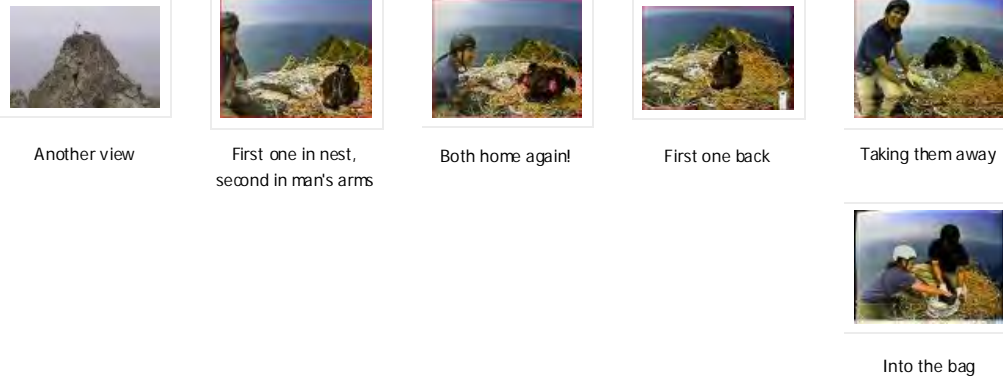 Another view
First one in nest,
second in man's arms
Both home again!
First one back
Taking them away
Into the bag